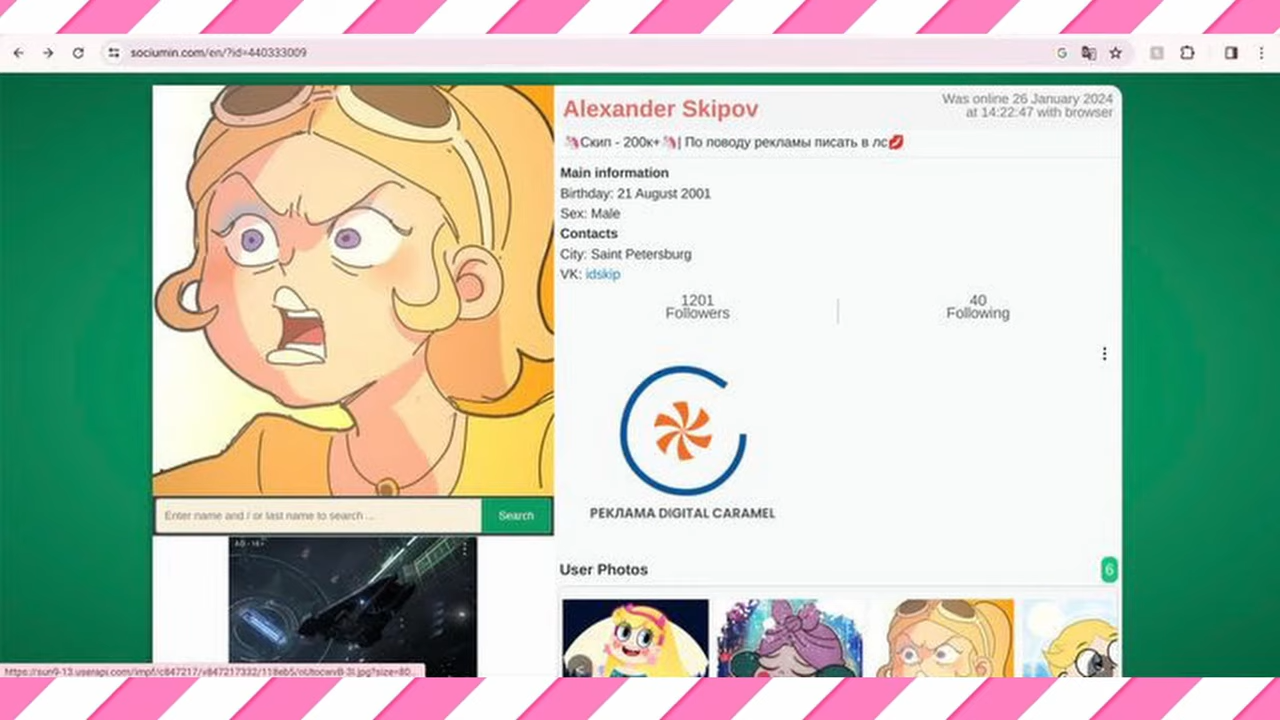 sociumin.com/en/?id=440333009
Alexander Skipov
Was online 26 January 2024
at 14:22:47 with browser
Скип - 200к+ | По поводу рекламы писать в лс
Main information
Birthday: 21 August 2001
Sex: Male
Contacts
City: Saint Petersburg
VK: idskip
1201
Followers
40
Following
РЕКЛАМА DIGITAL CARAMEL
Enter name and / or last name to search ...
Search
AD · 16+
User Photos
6